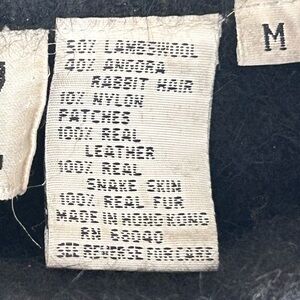 50% LAMBSWOOL
40% ANGORA
RABBIT HAIR
10% NYLON
PATCHES
100% REAL
LEATHER
100% REAL
SNAKE SKIN
100% REAL FUR
MADE IN HONG KONG
RN 68040
SEE REVERSE FOR CARE
M